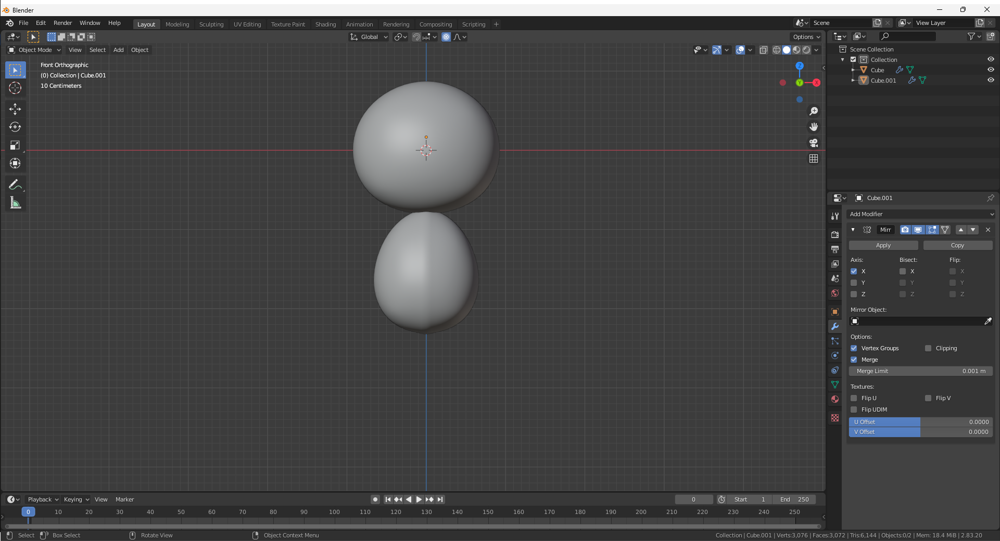 Blender
File Edit Render Window Help Layout Modeling Sculpting UV Editing Texture Paint Shading Animation Rendering Compositing Scripting + Scene View Layer
Global Options
Object Mode View Select Add Object
Front Orthographic
(0) Collection | Cube.001
10 Centimeters
Z
Y
X
Scene Collection
Collection
Cube
Cube.001
Cube.001
Add Modifier
Mirr
Apply Copy
Axis: Bisect: Flip:
X X X
Y Y Y
Z Z Z
Mirror Object:
Options:
Vertex Groups Clipping
Merge
Merge Limit 0.001 m
Textures:
Flip U Flip V
Flip UDIM
U Offset 0.0000
V Offset 0.0000
Playback Keying View Marker 0 Start 1 End 250
0 10 20 30 40 50 60 70 80 90 100 110 120 130 140 150 160 170 180 190 200 210 220 230 240 250
Select Box Select Rotate View Object Context Menu Collection | Cube.001 | Verts:3,076 | Faces:3,072 | Tris:6,144 | Objects:0/2 | Mem: 18.4 MiB | 2.83.20